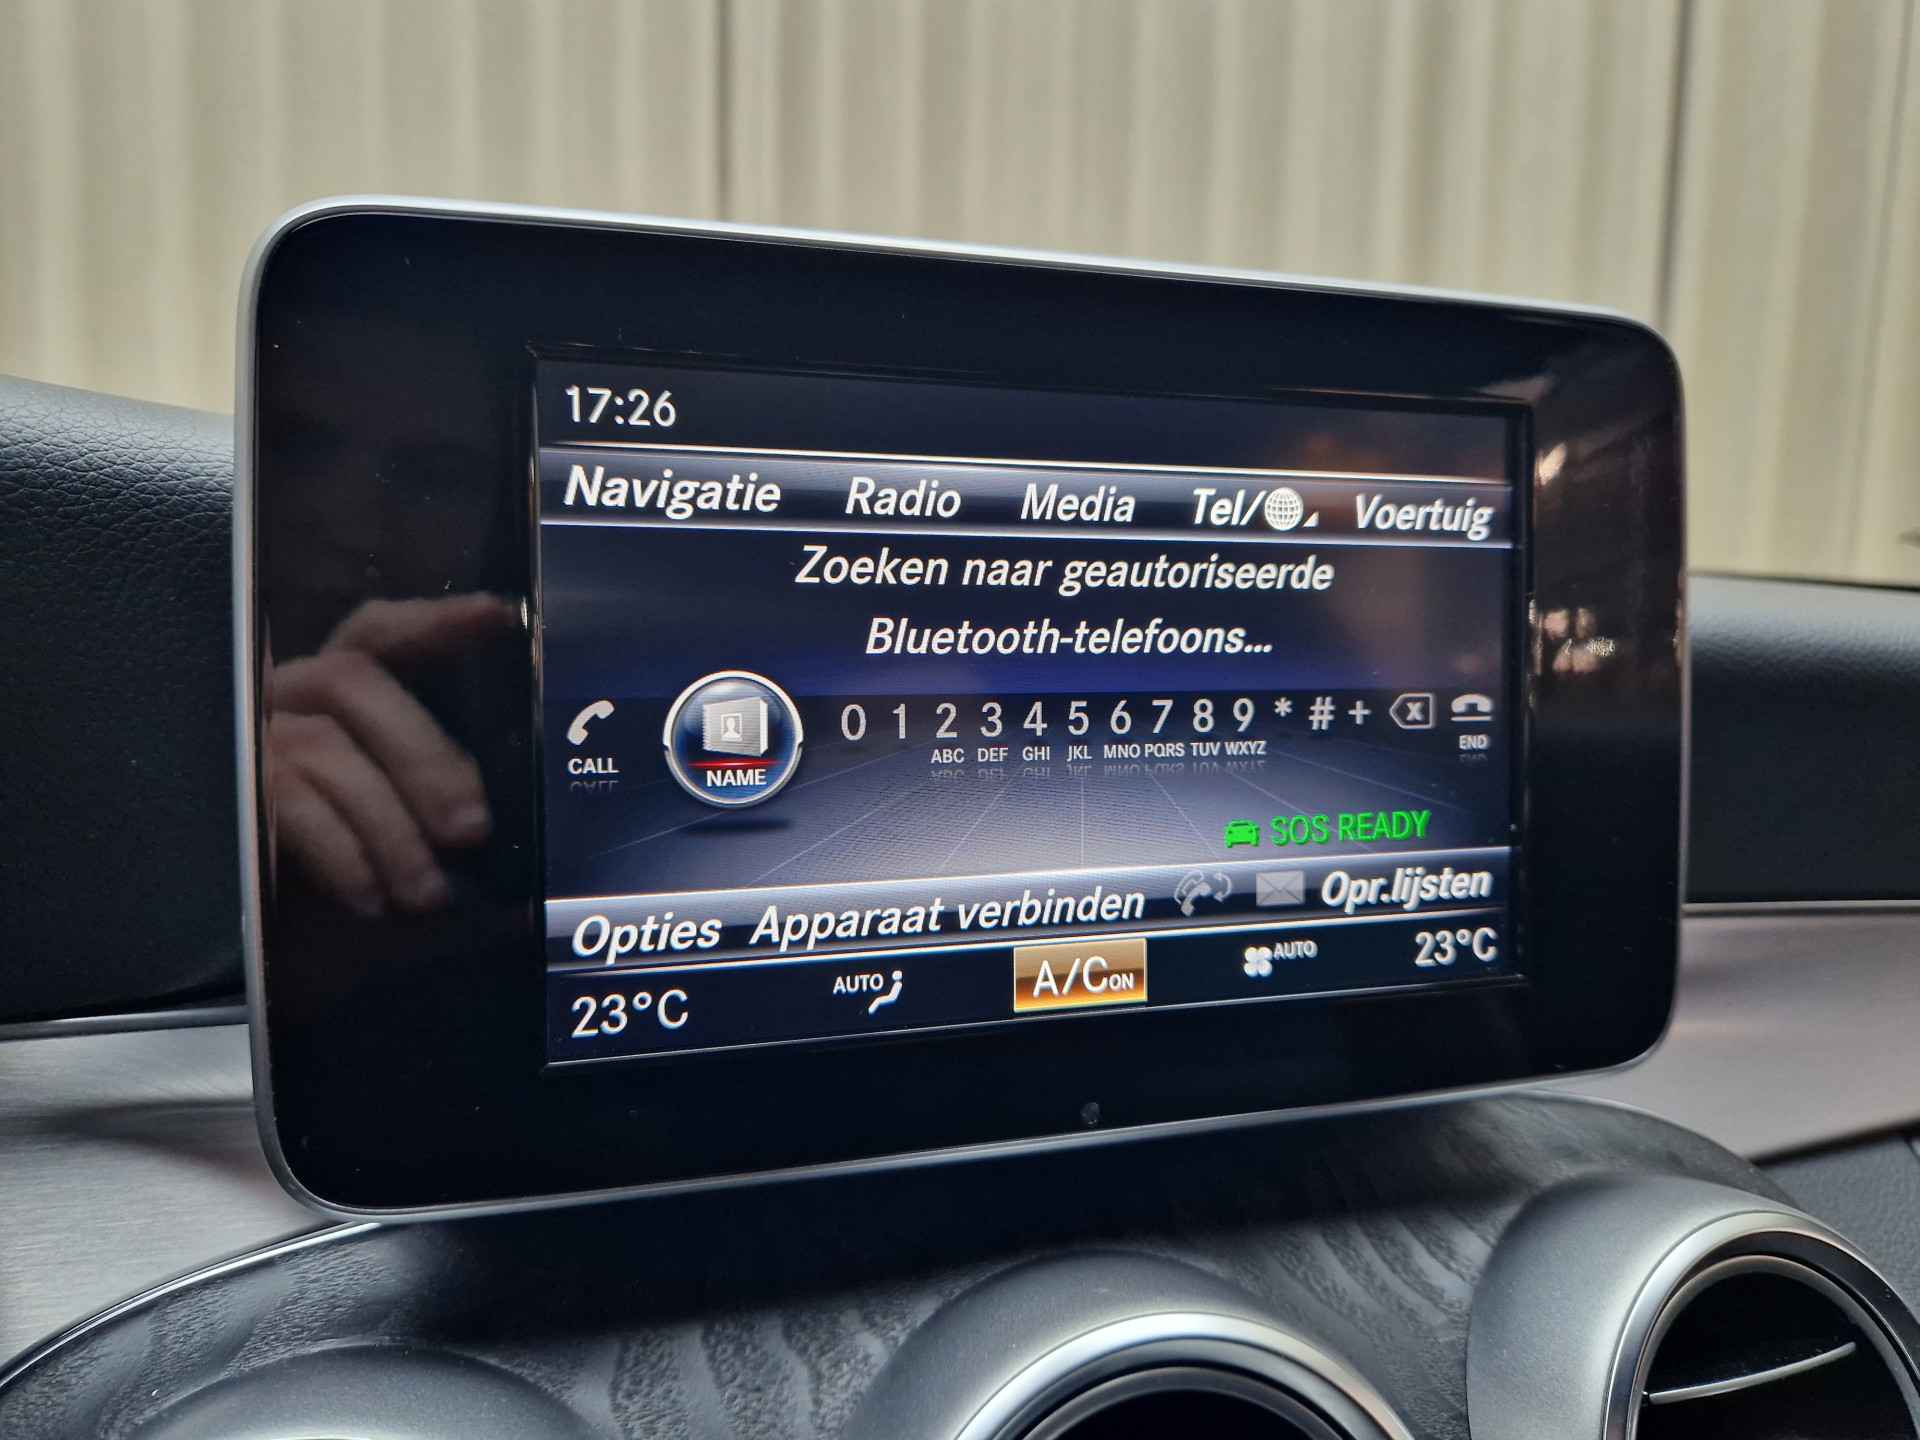 17:26
Navigatie Radio Media Tel/ Voertuig
Zoeken naar geautoriseerde
Bluetooth-telefoons...
0 1 2 3 4 5 6 7 8 9 * # +
ABC DEF GHI JKL MNO PQRS TUV WXYZ
CALL NAME END
SOS READY
Opties Apparaat verbinden Opr.lijsten
23°C AUTO A/C ON AUTO 23°C